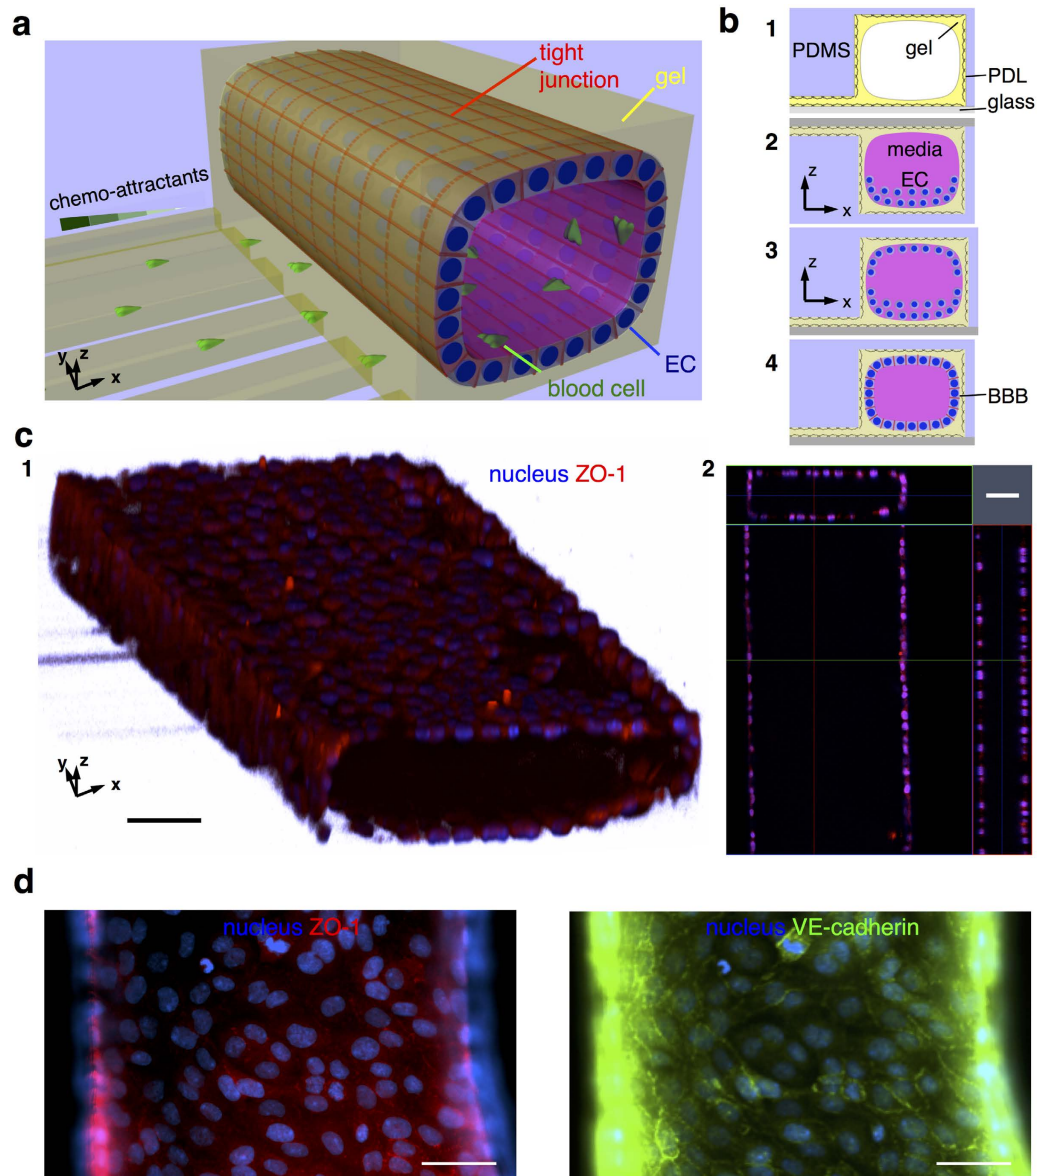 a
tight
junction
gel
chemo-attractants
y z x
EC
blood cell
b
1
PDMS
gel
PDL
glass
2
media
EC
z
x
3
z
x
4
BBB
c
1
nucleus ZO-1
y z x
2
d
nucleus ZO-1
nucleus VE-cadherin